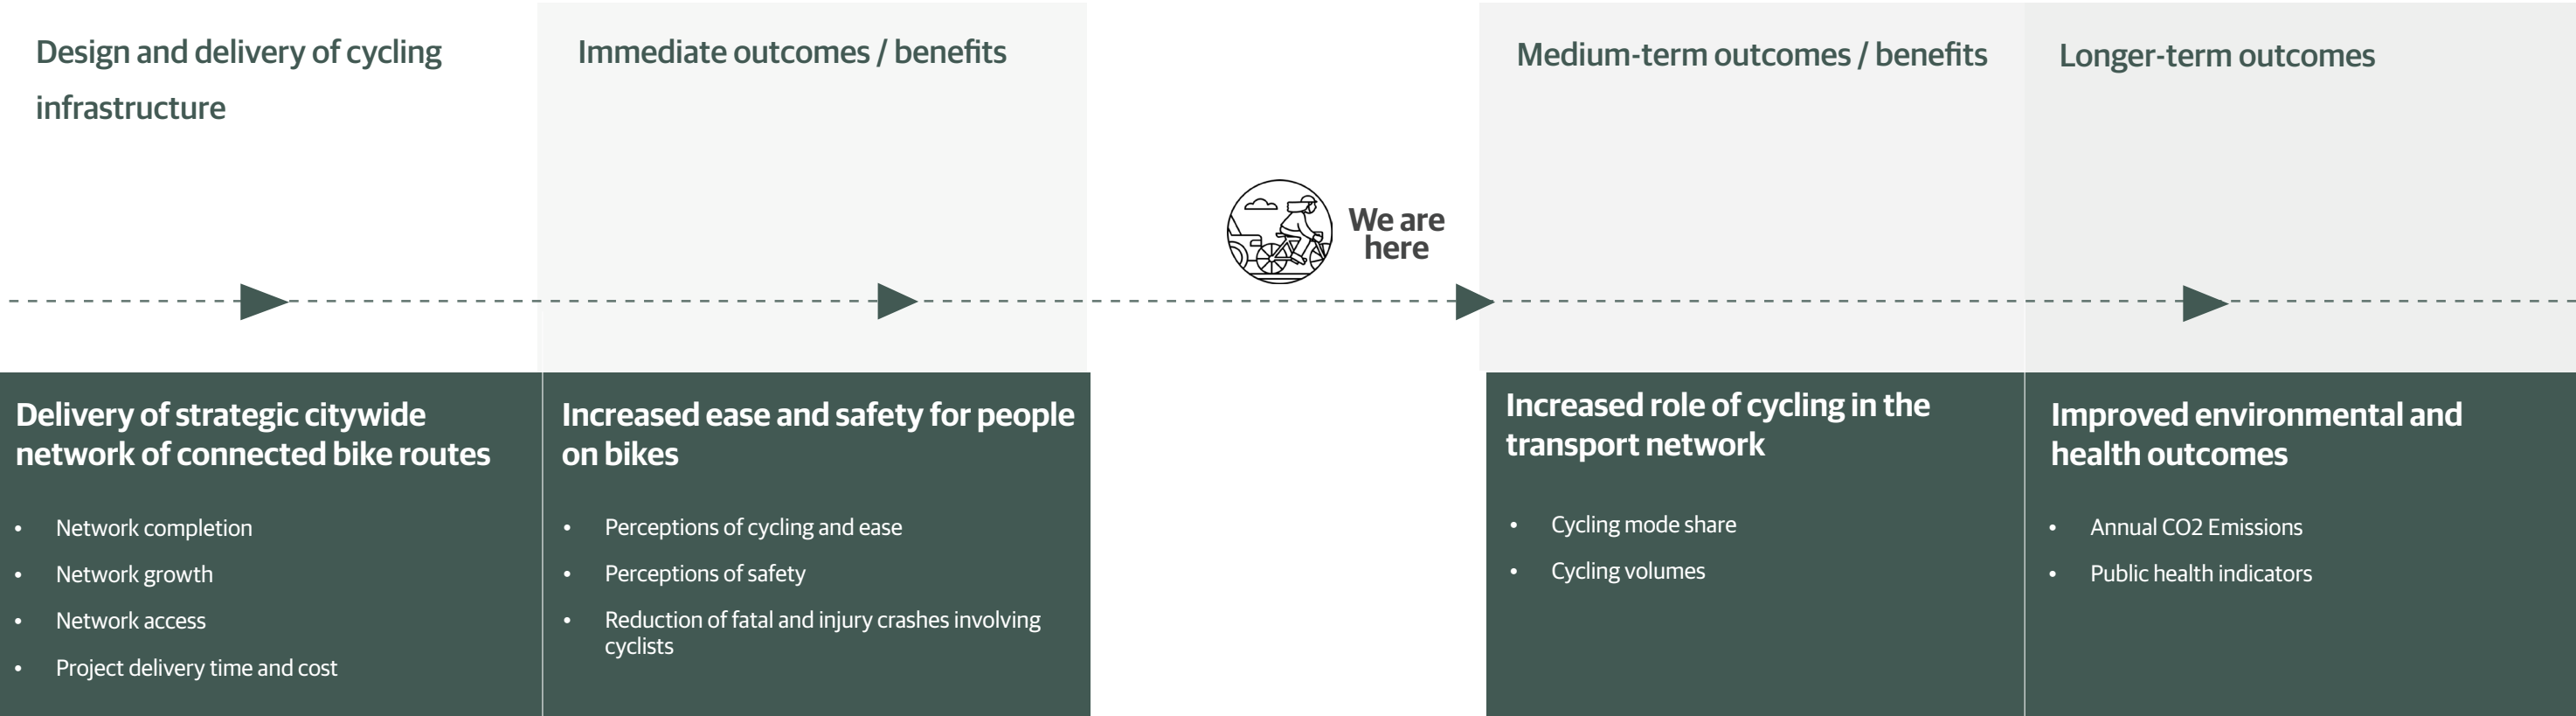 Design and delivery of cycling
infrastructure
Immediate outcomes / benefits
We are
here
Medium-term outcomes / benefits
Longer-term outcomes
Delivery of strategic citywide
network of connected bike routes
• Network completion
• Network growth
• Network access
• Project delivery time and cost
Increased ease and safety for people
on bikes
• Perceptions of cycling and ease
• Perceptions of safety
• Reduction of fatal and injury crashes involving
cyclists
Increased role of cycling in the
transport network
• Cycling mode share
• Cycling volumes
Improved environmental and
health outcomes
• Annual CO2 Emissions
• Public health indicators